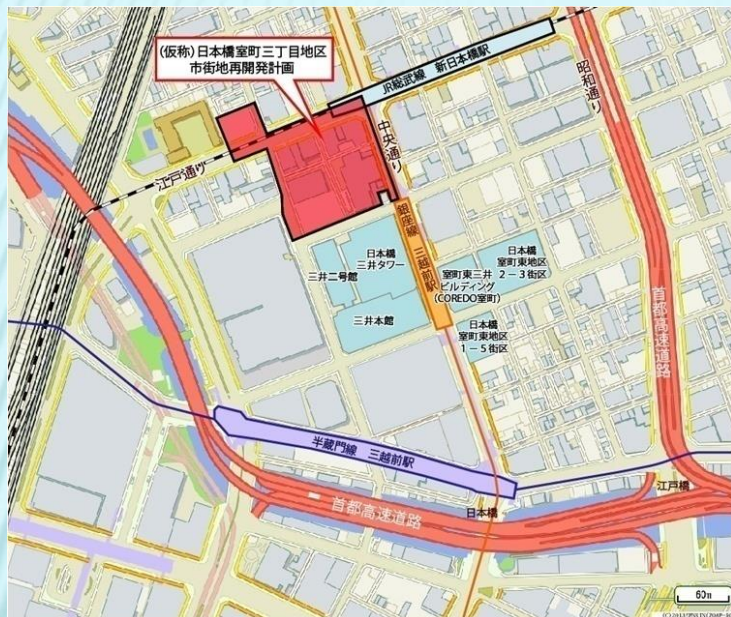 (仮称)日本橋室町三丁目地区
市街地再開発計画
JR総武線 新日本橋駅
昭和通り
中央通り
江戸通り
銀座線 三越前駅
日本橋
三井タワー
三井二号館
三井本館
日本橋
室町東地区
2-3街区
室町東三井
ビルディング
(COREDO室町)
日本橋
室町東地区
1-5街区
首都高速道路
半蔵門線 三越前駅
首都高速道路
日本橋
江戸橋
60m